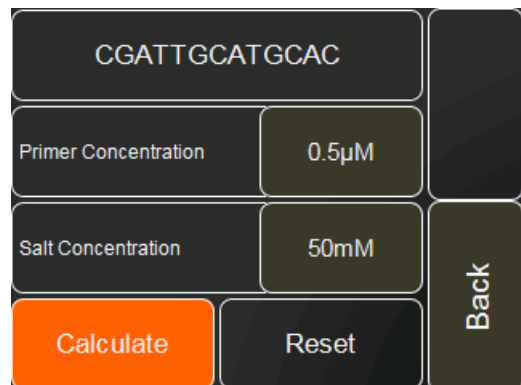 CGATTGCATGCAC
Primer Concentration 0.5µM
Salt Concentration 50mM
Calculate Reset
Back